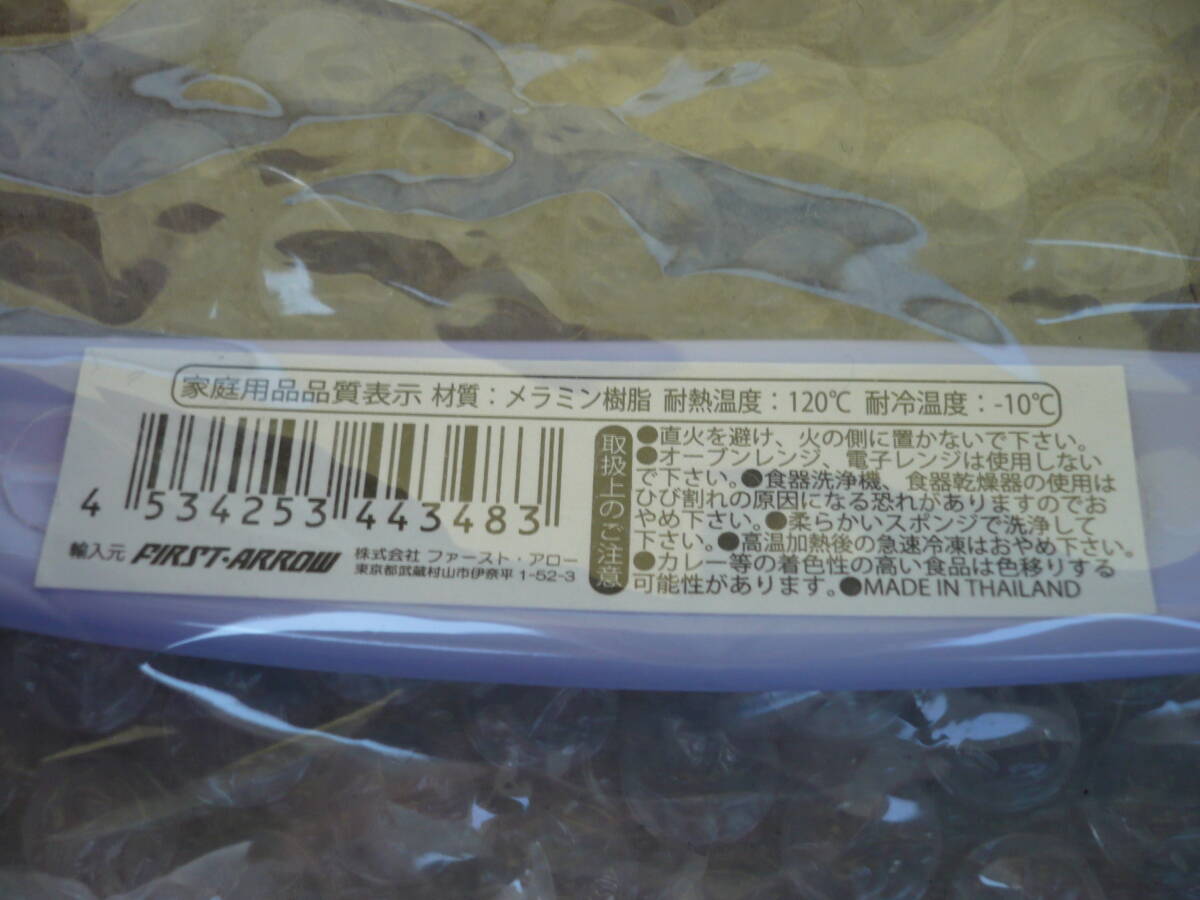 家庭用品品質表示 材質:メラミン樹脂 耐熱温度:120℃ 耐冷温度:-10℃
4 534253 443483
輸入元 FIRST-ARROW
株式会社 ファースト・アロー
東京都武蔵村山市伊奈平1-52-3
取扱上のご注意
●直火を避け、火の側に置かないで下さい。
●オーブンレンジ、電子レンジは使用しない
で下さい。●食器洗浄機、食器乾燥器の使用は
ひび割れの原因になる恐れがありますのでお
やめ下さい。●柔らかいスポンジで洗浄して
下さい。●高温加熱後の急速冷凍はおやめ下さい。
●カレー等の着色性の高い食品は色移りする
可能性があります。●MADE IN THAILAND